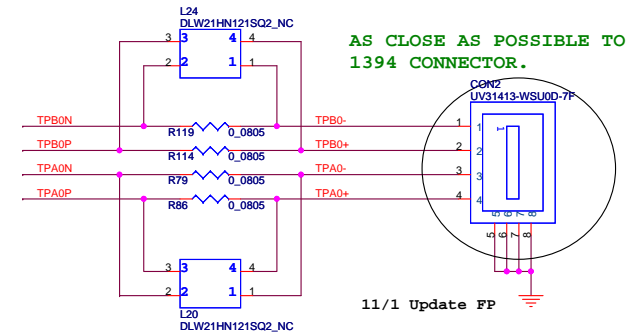 L24
DLW21HN121SQ2_NC
3 3 4 4
2 2 1 1
AS CLOSE AS POSSIBLE TO
1394 CONNECTOR.
CON2
UV31413-WSU0D-7F
TPB0N R119 0_0805 TPB0- 1 1 1
TPB0P R114 0_0805 TPB0+ 2 2
TPA0N R79 0_0805 TPA0- 3 3
TPA0P R86 0_0805 TPA0+ 4 4
5 6 7 8
5 6 7 8
3 3 4 4
2 2 1 1
L20
DLW21HN121SQ2_NC
11/1 Update FP